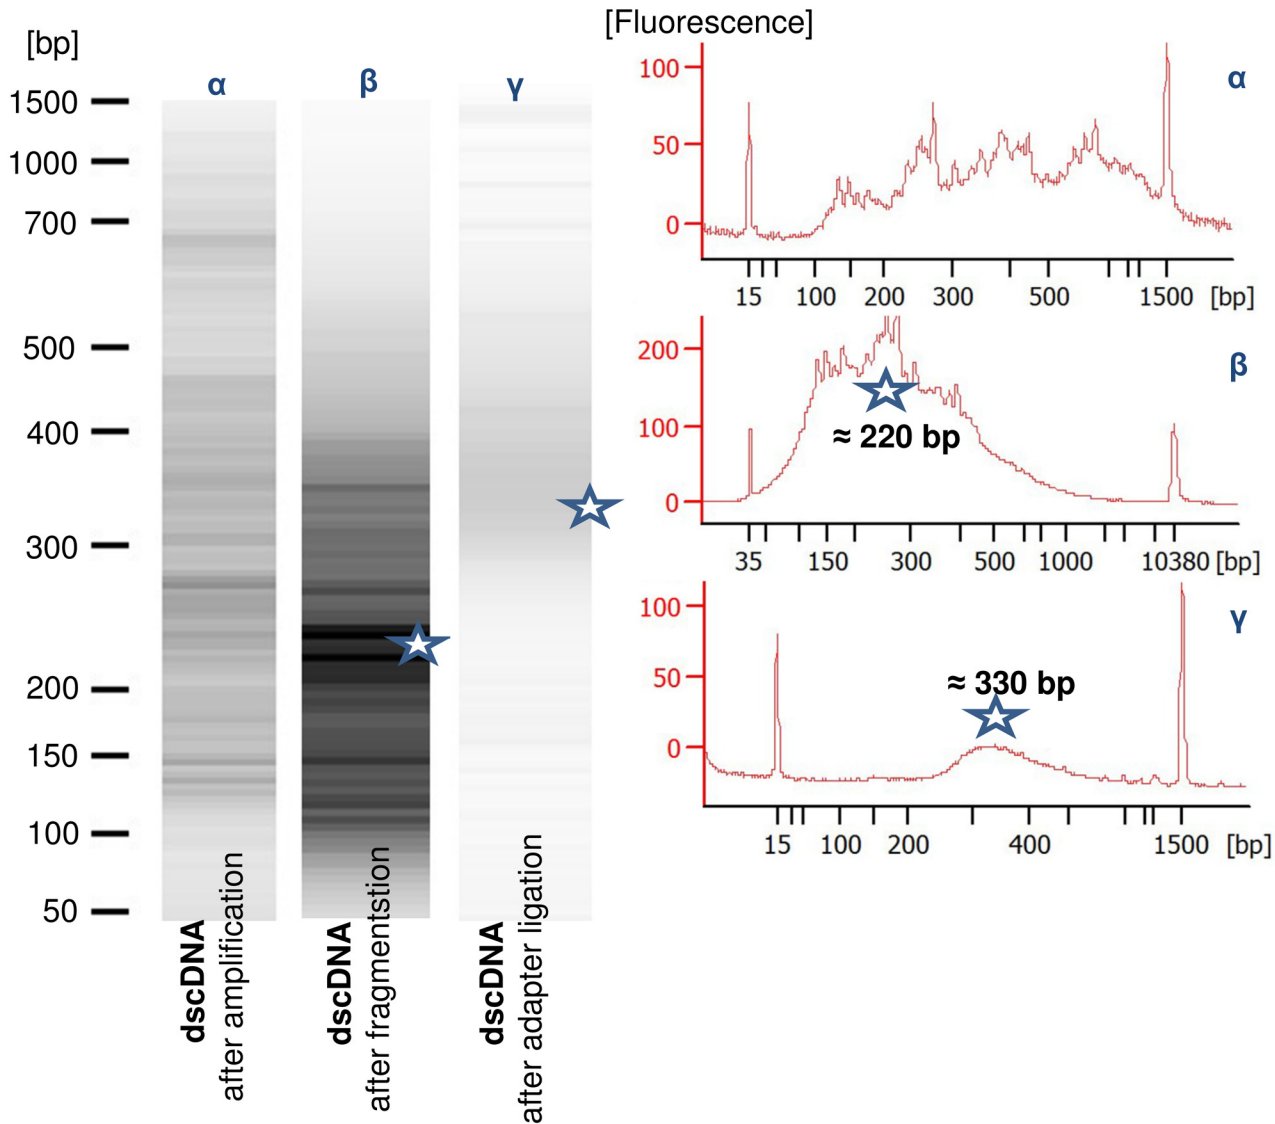 [Fluorescence]
[bp]
α
β
γ
1500
1000
700
500
400
300
200
150
100
50
dscDNA
after amplification
dscDNA
after fragmentstion
dscDNA
after adapter ligation
α
100
50
0
15 100 200 300 500 1500 [bp]
β
200
100
0
≈ 220 bp
35 150 300 500 1000 10380 [bp]
γ
100
50
0
≈ 330 bp
15 100 200 400 1500 [bp]